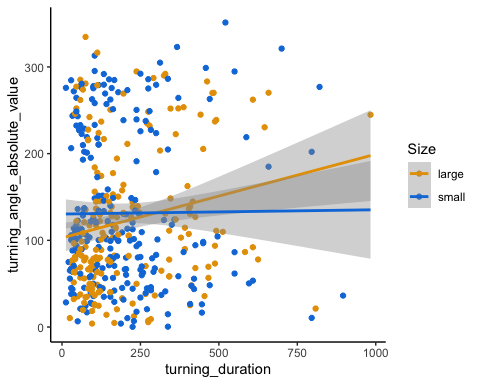 turning_angle_absolute_value
300
200
100
0
0
250
500
750
1000
turning_duration
Size
large
small